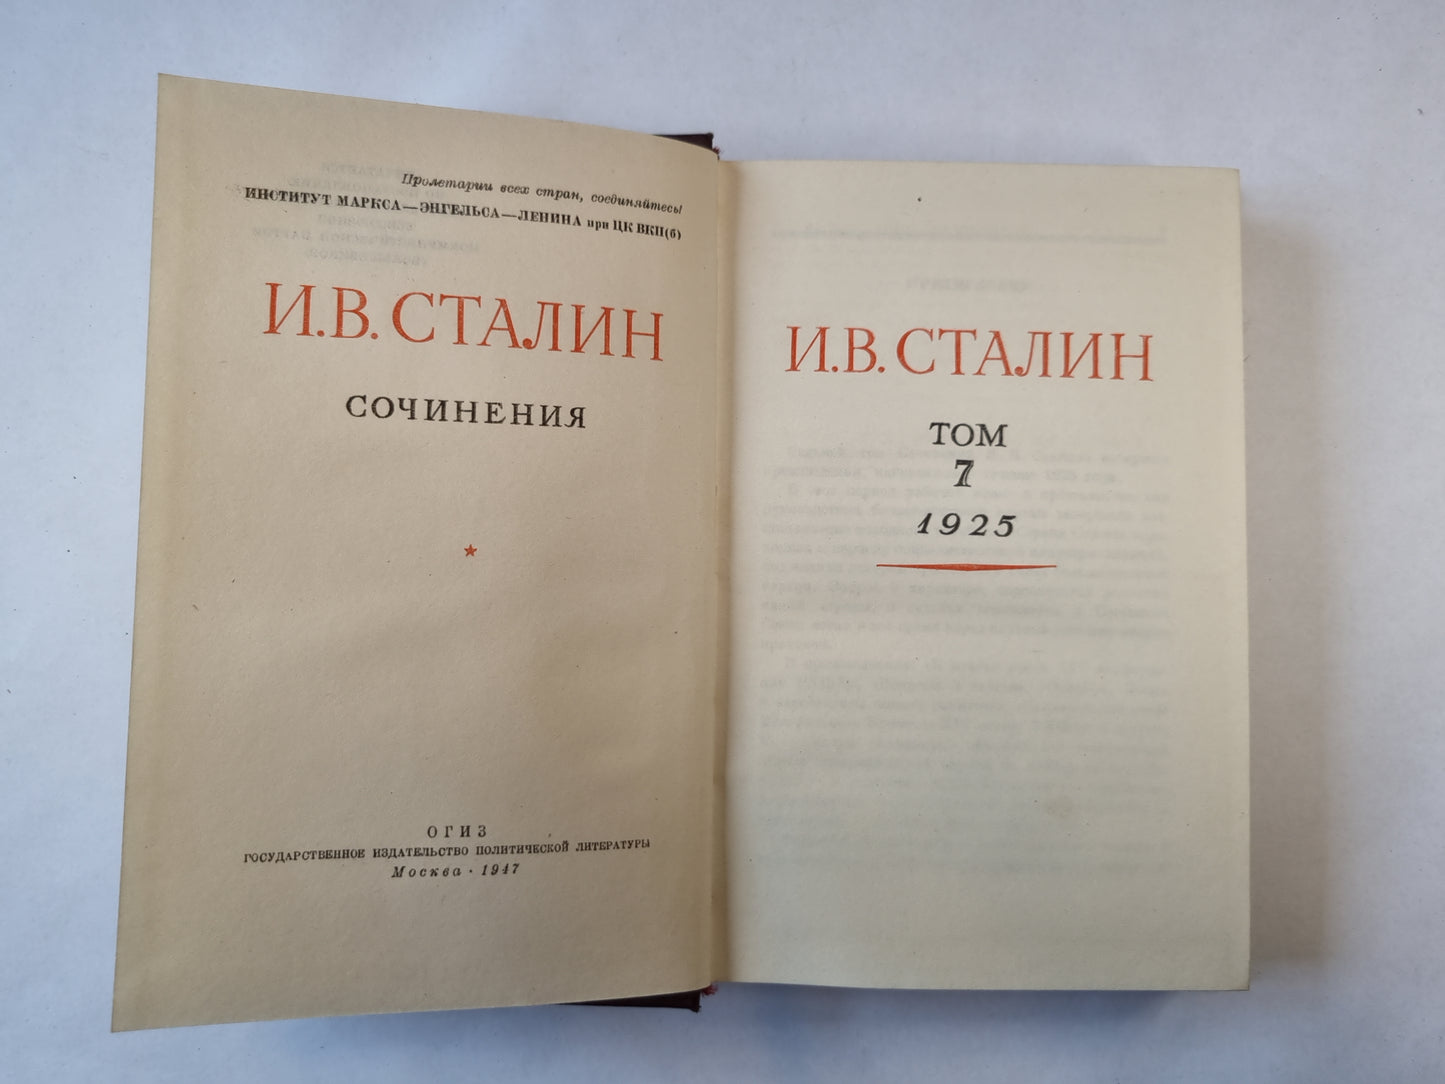 Пролетарии всех стран, соединяйтесь!
ИНСТИТУТ МАРКСА—ЭНГЕЛЬСА—ЛЕНИНА при ЦК ВКП(б)
И.В. СТАЛИН
СОЧИНЕНИЯ
ОГИЗ
ГОСУДАРСТВЕННОЕ ИЗДАТЕЛЬСТВО ПОЛИТИЧЕСКОЙ ЛИТЕРАТУРЫ
Москва · 1947
И.В. СТАЛИН
ТОМ
7
1925